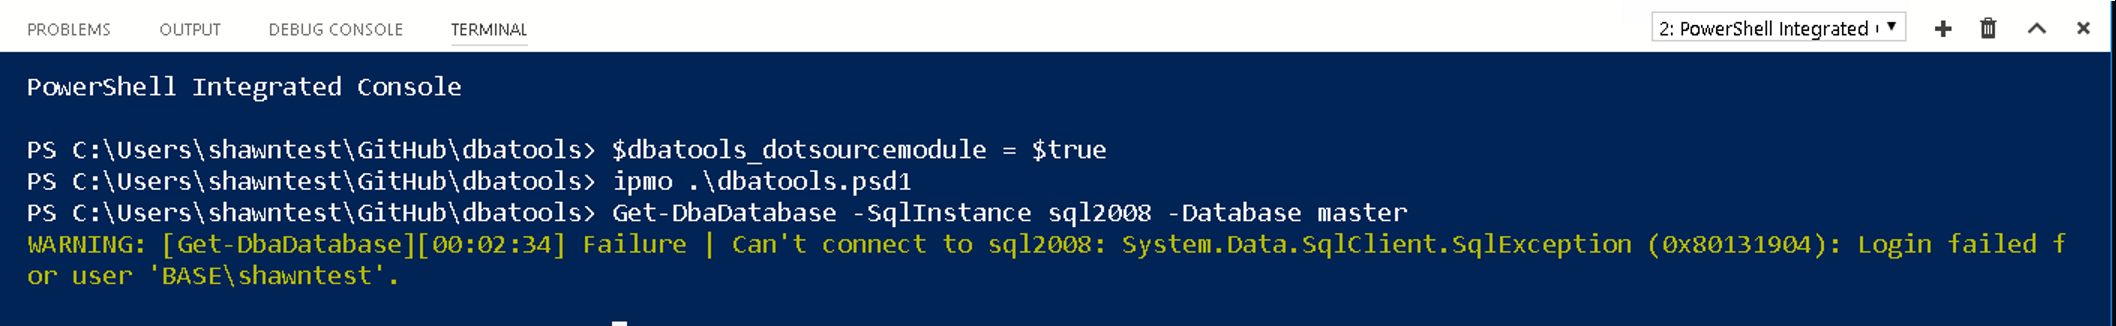 PROBLEMS OUTPUT DEBUG CONSOLE TERMINAL 2: PowerShell Integrated
PowerShell Integrated Console
PS C:\Users\shawntest\GitHub\dbatools> $dbatools_dotsourcemodule = $true
PS C:\Users\shawntest\GitHub\dbatools> ipmo .\dbatools.psd1
PS C:\Users\shawntest\GitHub\dbatools> Get-DbaDatabase -SqlInstance sql2008 -Database master
WARNING: [Get-DbaDatabase][00:02:34] Failure | Can't connect to sql2008: System.Data.SqlClient.SqlException (0x80131904): Login failed f
or user 'BASE\shawntest'.